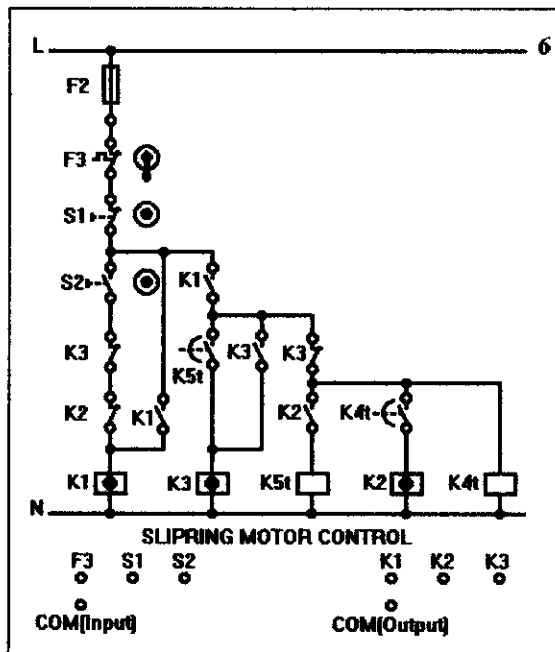 L 6
F2
F3
S1
S2 K1
K3 K5t K3 K3
K2 K1 K2 K4t
K1 K3 K5t K2 K4t
N
SLIPRING MOTOR CONTROL
F3 S1 S2 K1 K2 K3
COM(Input) COM(Output)